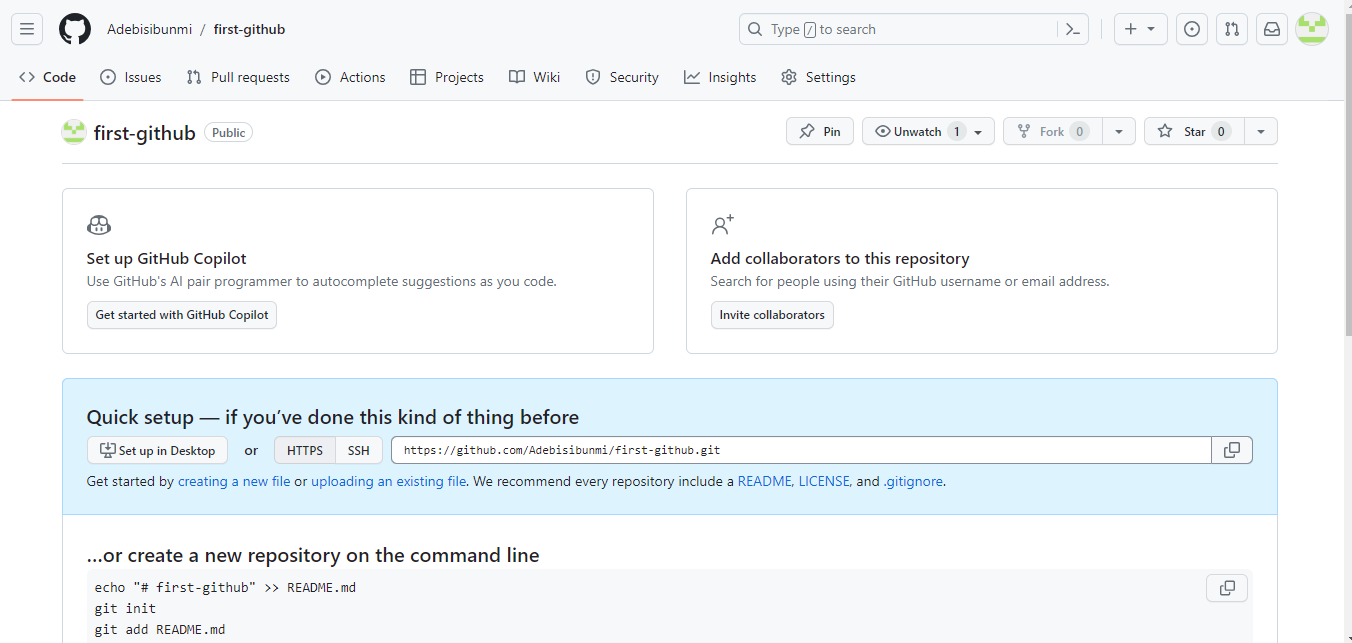 Adebisibunmi / first-github
Type / to search
Code Issues Pull requests Actions Projects Wiki Security Insights Settings
first-github Public
Pin Unwatch 1 Fork 0 Star 0
Set up GitHub Copilot
Use GitHub's AI pair programmer to autocomplete suggestions as you code.
Get started with GitHub Copilot
Add collaborators to this repository
Search for people using their GitHub username or email address.
Invite collaborators
Quick setup — if you’ve done this kind of thing before
Set up in Desktop or HTTPS SSH https://github.com/Adebisibunmi/first-github.git
Get started by creating a new file or uploading an existing file. We recommend every repository include a README, LICENSE, and .gitignore.
…or create a new repository on the command line
echo "# first-github" >> README.md
git init
git add README.md